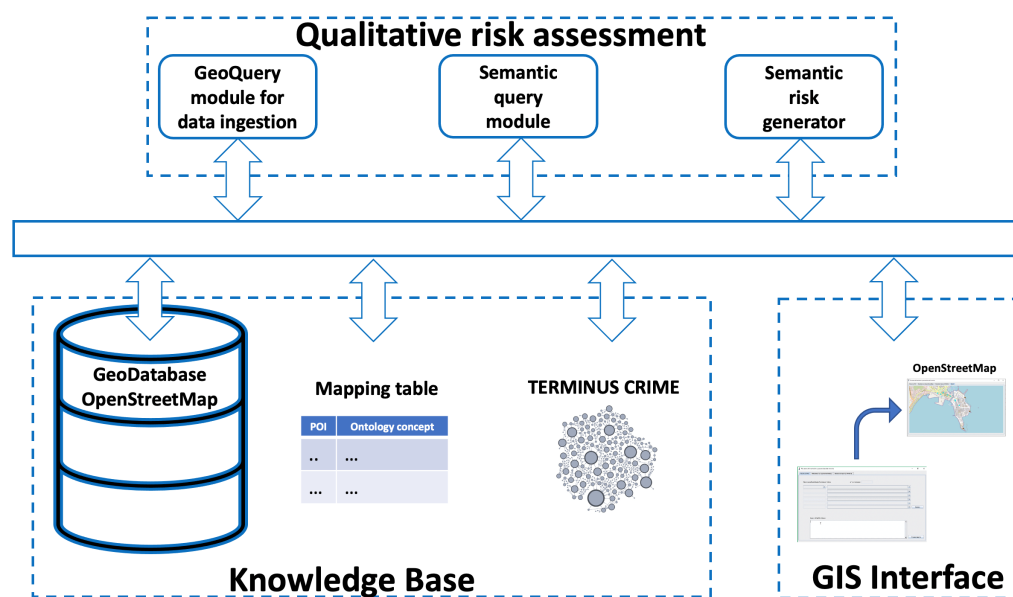 Qualitative risk assessment
GeoQuery
module for
data ingestion
Semantic
query
module
Semantic
risk
generator
GeoDatabase
OpenStreetMap
Mapping table
POI Ontology concept
.. ...
... ...
TERMINUS CRIME
OpenStreetMap
Knowledge Base
GIS Interface